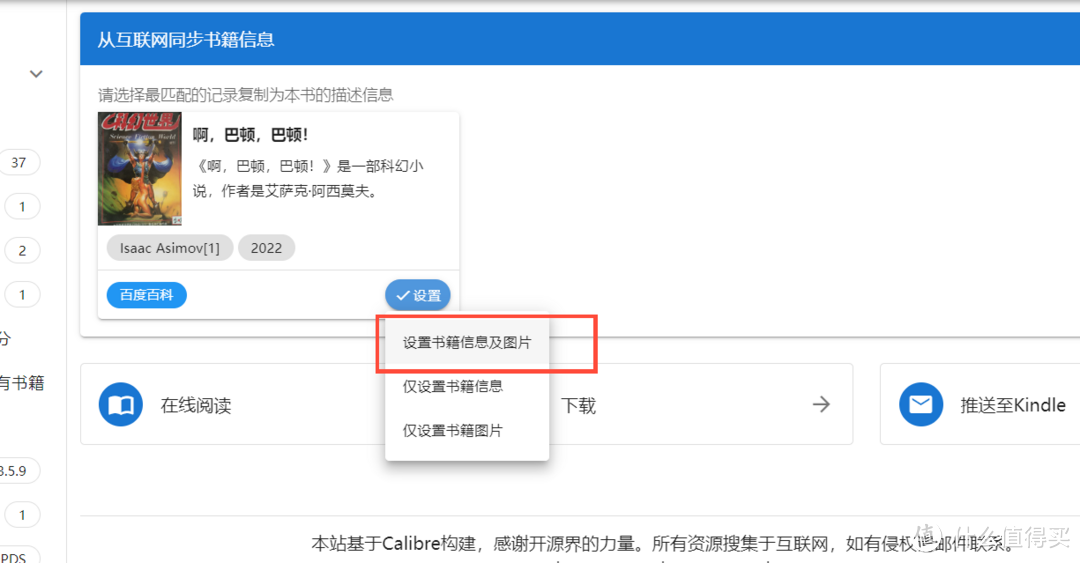 从互联网同步书籍信息
请选择最匹配的记录复制为本书的描述信息
科幻世界
Science Fiction World
啊，巴顿，巴顿！
《啊，巴顿，巴顿！》是一部科幻小
说，作者是艾萨克·阿西莫夫。
37
1
2
1
分
有书籍
Isaac Asimov[1]
2022
百度百科
设置
设置书籍信息及图片
仅设置书籍信息
仅设置书籍图片
在线阅读
下载
推送至Kindle
3.5.9
1
PDS
本站基于Calibre构建，感谢开源界的力量。所有资源搜集于互联网，如有侵权请邮件联系。
值 什么值得买